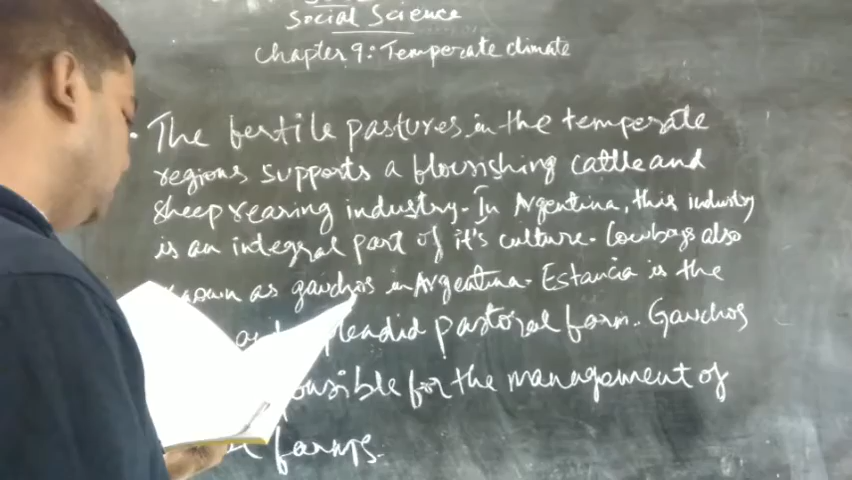 Social Science
Chapter 9: Temperate climate
• The fertile pastures in the temperate
regions supports a flourishing cattle and
sheep rearing industry. In Argentina, this industry
is an integral part of it's culture. Cowboys also
known as gauchos in Argentina. Estancia is the
pastoral farm. Gauchos
for the management of
farms.